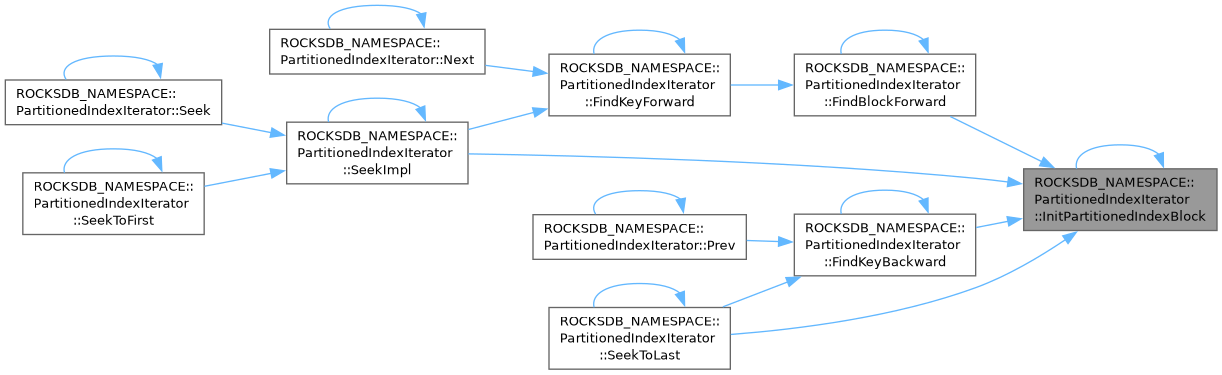 ROCKSDB_NAMESPACE::
PartitionedIndexIterator::Next
ROCKSDB_NAMESPACE::
PartitionedIndexIterator
::FindKeyForward
ROCKSDB_NAMESPACE::
PartitionedIndexIterator
::FindBlockForward
ROCKSDB_NAMESPACE::
PartitionedIndexIterator::Seek
ROCKSDB_NAMESPACE::
PartitionedIndexIterator
::SeekImpl
ROCKSDB_NAMESPACE::
PartitionedIndexIterator
::SeekToFirst
ROCKSDB_NAMESPACE::
PartitionedIndexIterator
::InitPartitionedIndexBlock
ROCKSDB_NAMESPACE::
PartitionedIndexIterator::Prev
ROCKSDB_NAMESPACE::
PartitionedIndexIterator
::FindKeyBackward
ROCKSDB_NAMESPACE::
PartitionedIndexIterator
::SeekToLast